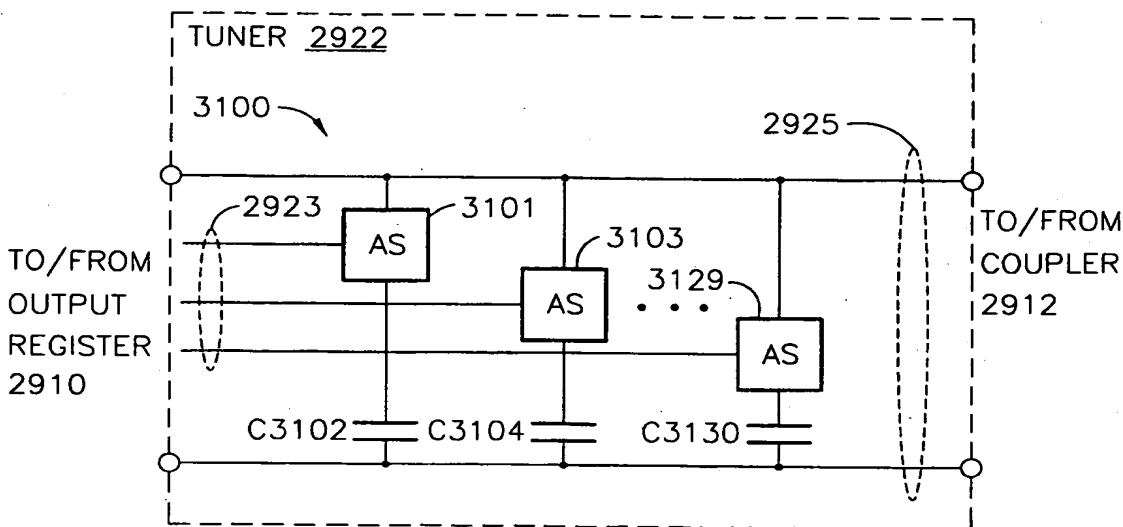 TUNER 2922
3100
2925
2923
3101
AS
3103
AS
3129
• • •
AS
TO/FROM
OUTPUT
REGISTER
2910
TO/FROM
COUPLER
2912
C3102
C3104
C3130